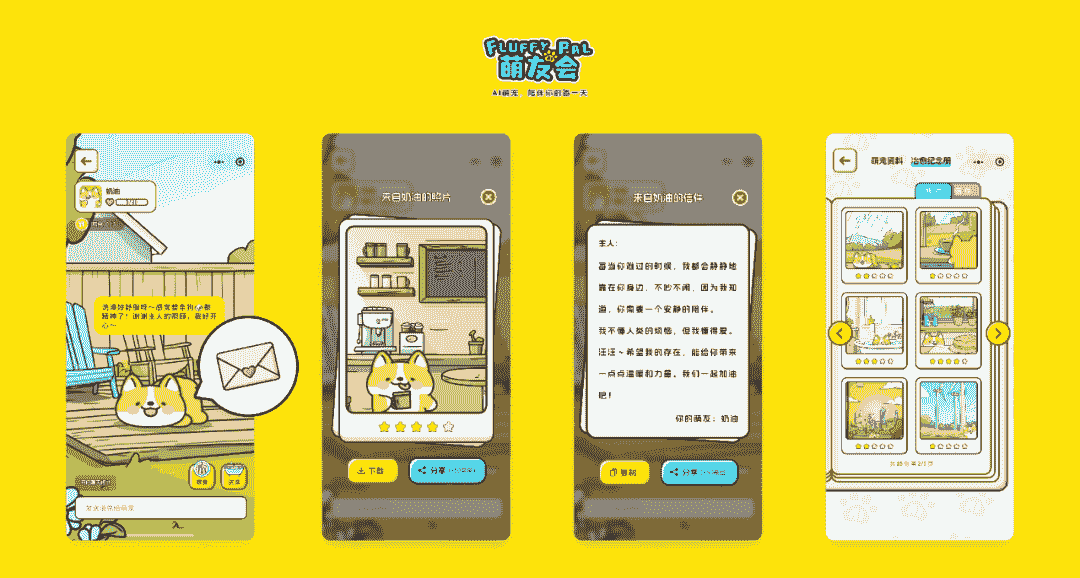 FLUFFY PAL
萌友会
AI萌宠，陪伴你的每一天
奶油
洗澡好舒服呀～感觉整条狗都
精神了！谢谢主人的照顾，我好开
心～
来自奶油的照片
下载
分享
来自奶油的信件
主人：
每当你难过的时候，我都会静静地
靠在你身边，不吵不闹，因为我知
道，你需要一个安静的陪伴。
我不懂人类的烦恼，但我懂得爱。
汪汪～希望我的存在，能给你带来
一点点温暖和力量。我们一起加油
吧！
你的萌友：奶油
复制
分享
萌宠资料
治愈纪念册